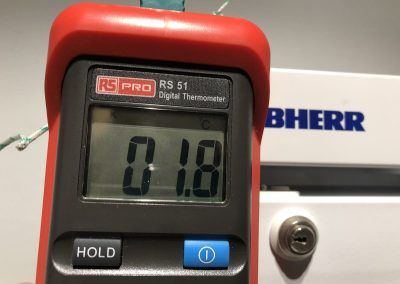 RS PRO RS 51
Digital Thermometer
°C
01.8
HOLD
BHERR